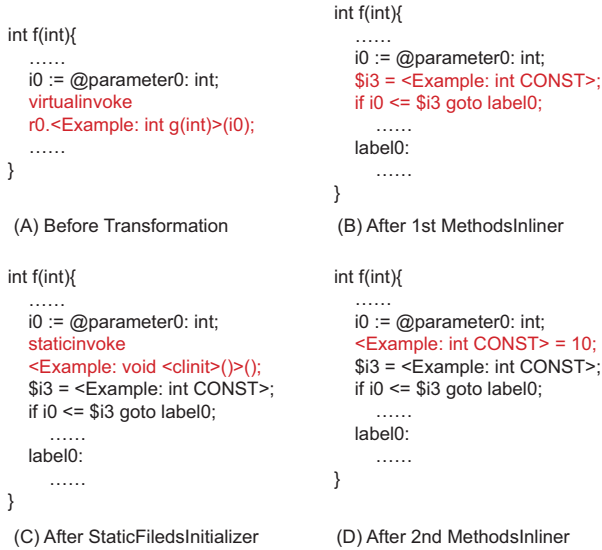 int f(int){
……
i0 := @parameter0: int;
virtualinvoke
r0.<Example: int g(int)>(i0);
……
}
(A) Before Transformation
int f(int){
……
i0 := @parameter0: int;
$i3 = <Example: int CONST>;
if i0 <= $i3 goto label0;
……
label0:
……
}
(B) After 1st MethodsInliner
int f(int){
……
i0 := @parameter0: int;
staticinvoke
<Example: void <clinit>()>();
$i3 = <Example: int CONST>;
if i0 <= $i3 goto label0;
……
label0:
……
}
(C) After StaticFiledsInitializer
int f(int){
……
i0 := @parameter0: int;
<Example: int CONST> = 10;
$i3 = <Example: int CONST>;
if i0 <= $i3 goto label0;
……
label0:
……
}
(D) After 2nd MethodsInliner